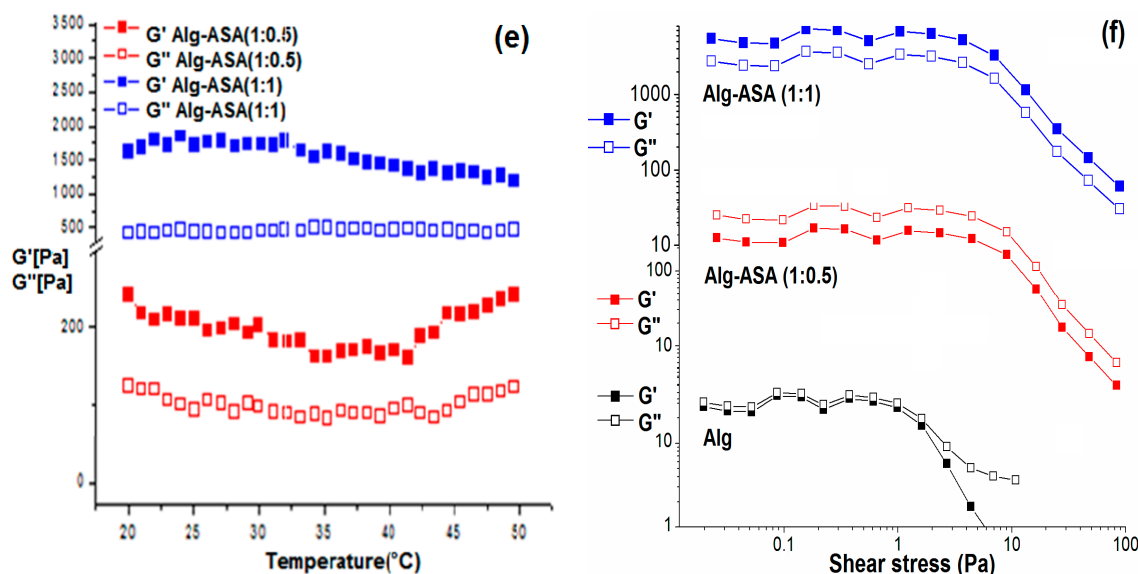 (e)
G' Alg-ASA(1:0.5)
G" Alg-ASA(1:0.5)
G' Alg-ASA(1:1)
G" Alg-ASA(1:1)
3500
3000
2500
2000
1750
1500
1250
1000
500
G'[Pa]
G"[Pa]
200
0
20 25 30 35 40 45 50
Temperature(°C)
(f)
Alg-ASA (1:1)
G'
G"
1000
100
10
Alg-ASA (1:0.5)
G'
G"
100
10
G'
G"
Alg
10
1
0.1 1 10 100
Shear stress (Pa)